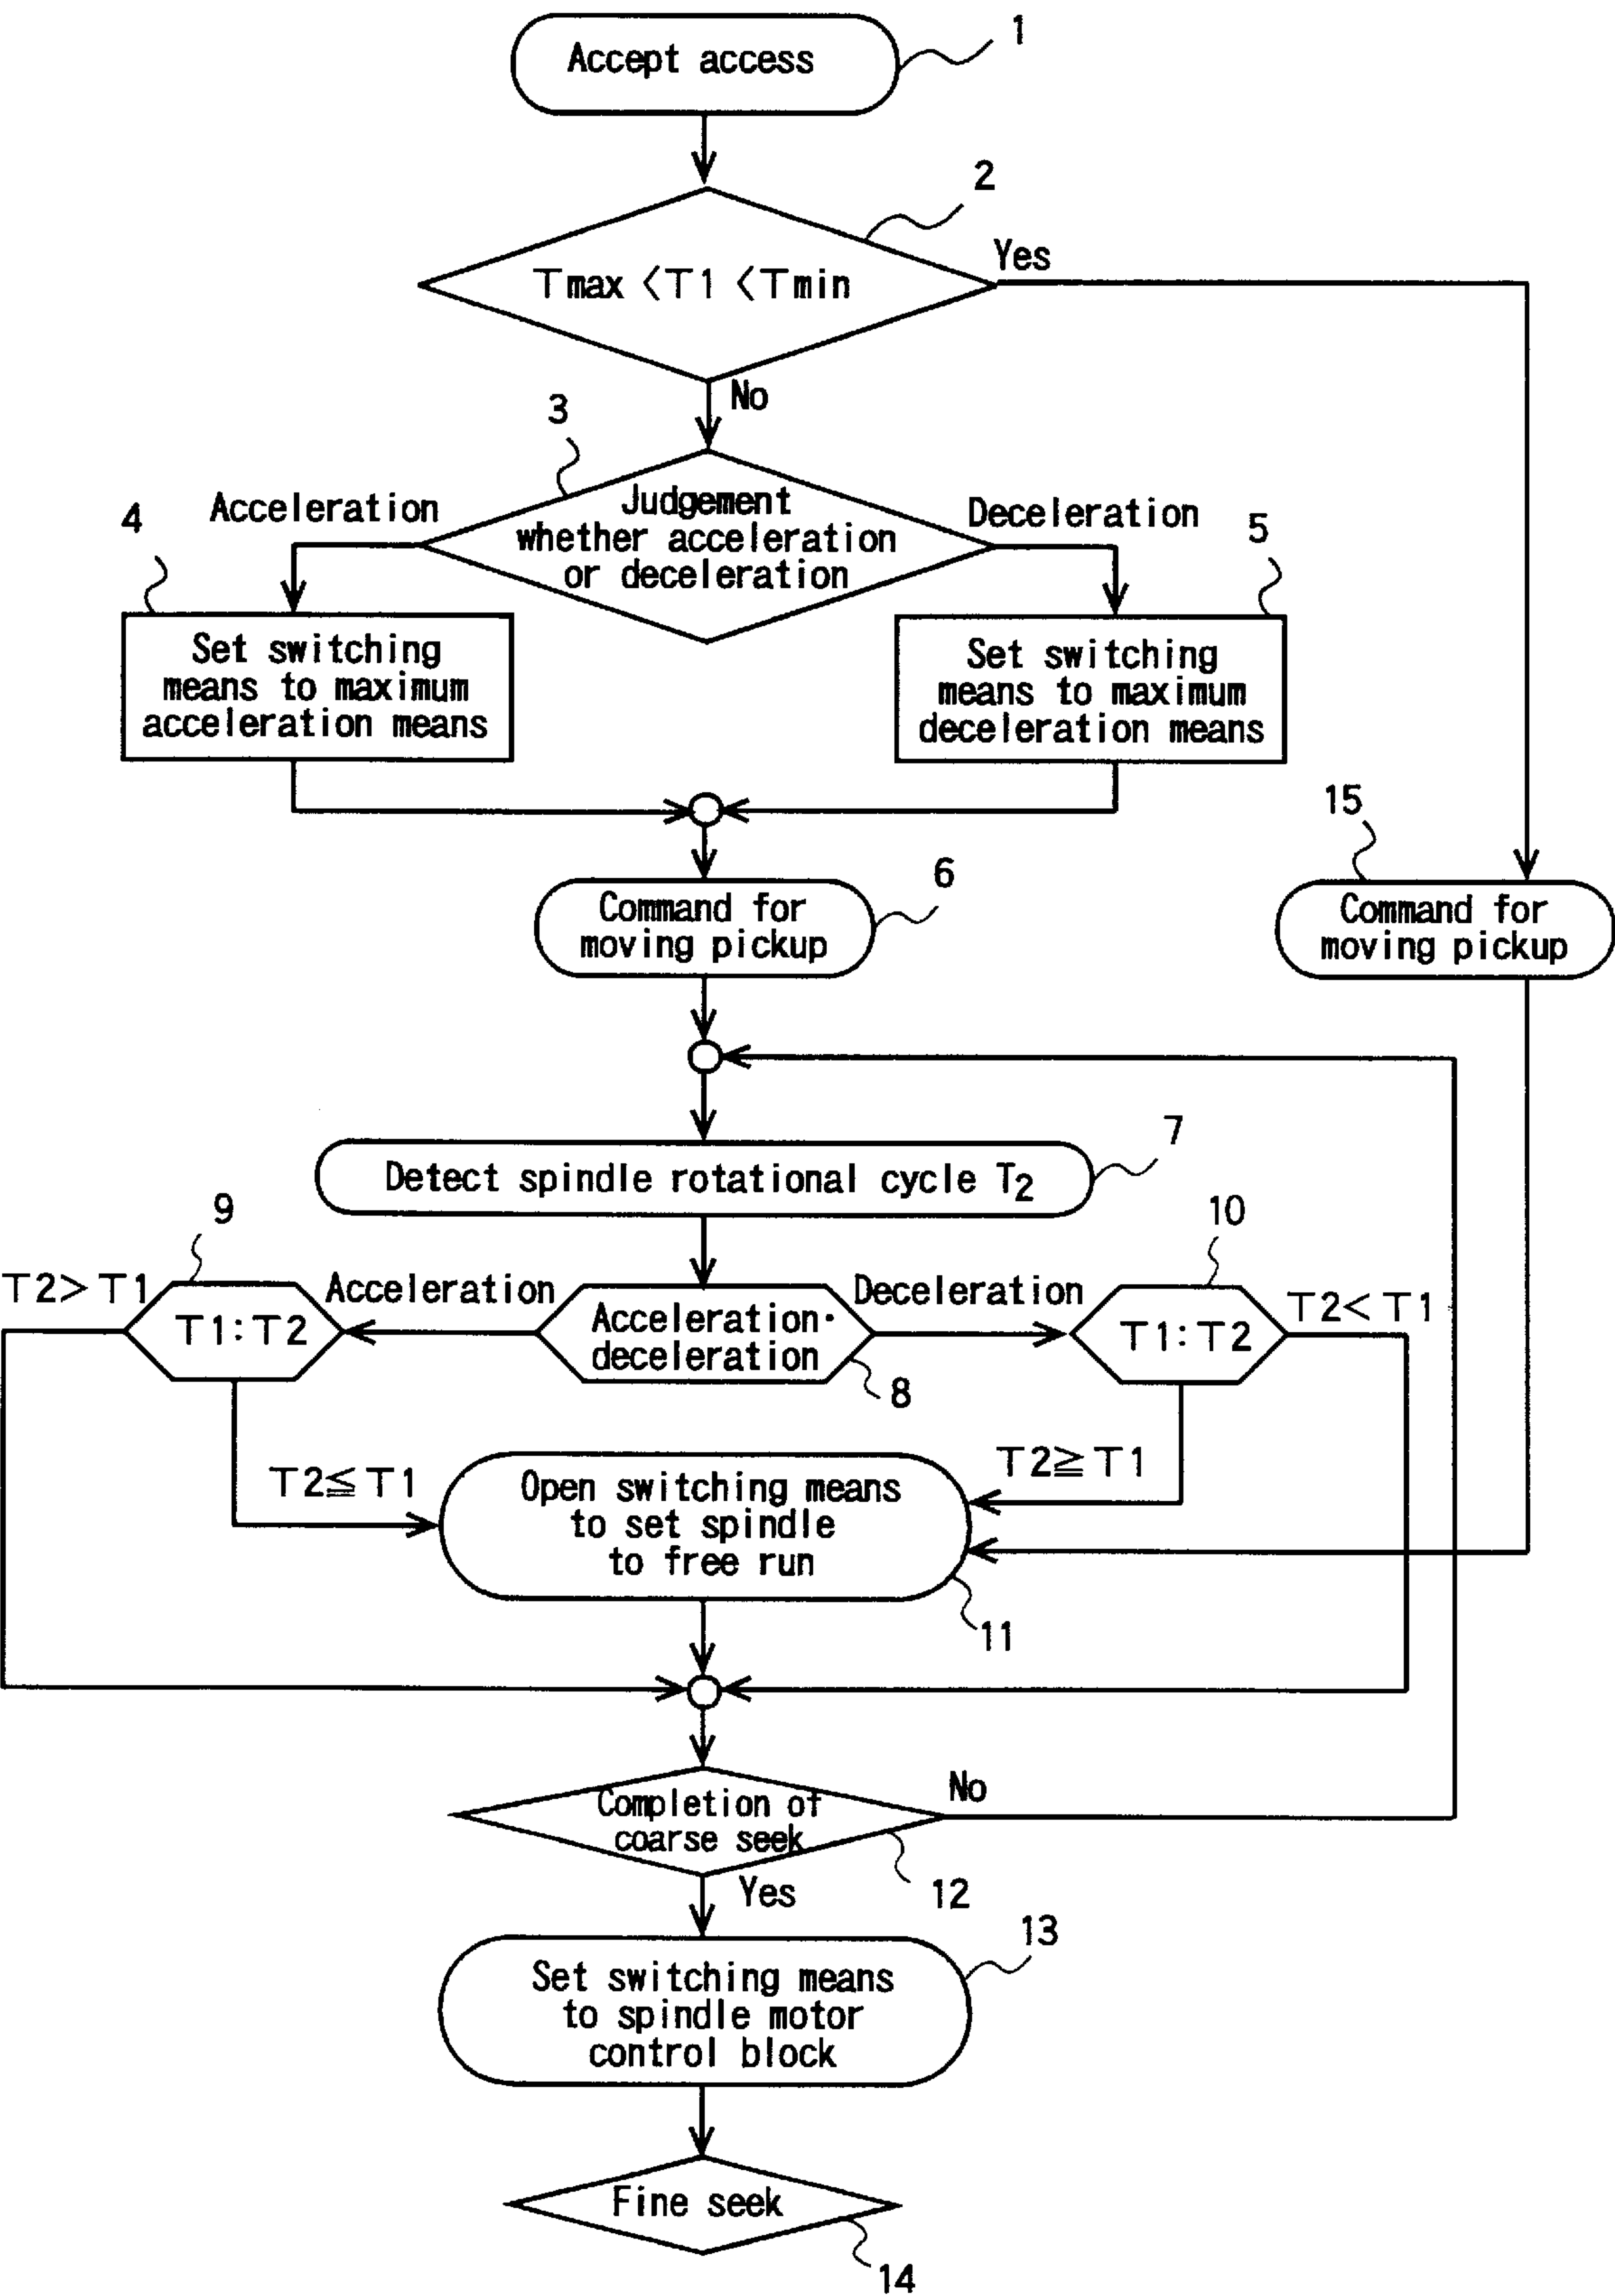 1
Accept access
2
Tmax <T1 <Tmin
Yes
No
3
Judgement
whether acceleration
or deceleration
Acceleration
Deceleration
4
Set switching
means to maximum
acceleration means
5
Set switching
means to maximum
deceleration means
6
Command for
moving pickup
15
Command for
moving pickup
7
Detect spindle rotational cycle T2
9
T2> T1
T1:T2
Acceleration
Acceleration·
deceleration
8
Deceleration
10
T1:T2
T2< T1
T2≦ T1
T2≧ T1
Open switching means
to set spindle
to free run
11
Completion of
coarse seek
No
12
Yes
13
Set switching means
to spindle motor
control block
Fine seek
14